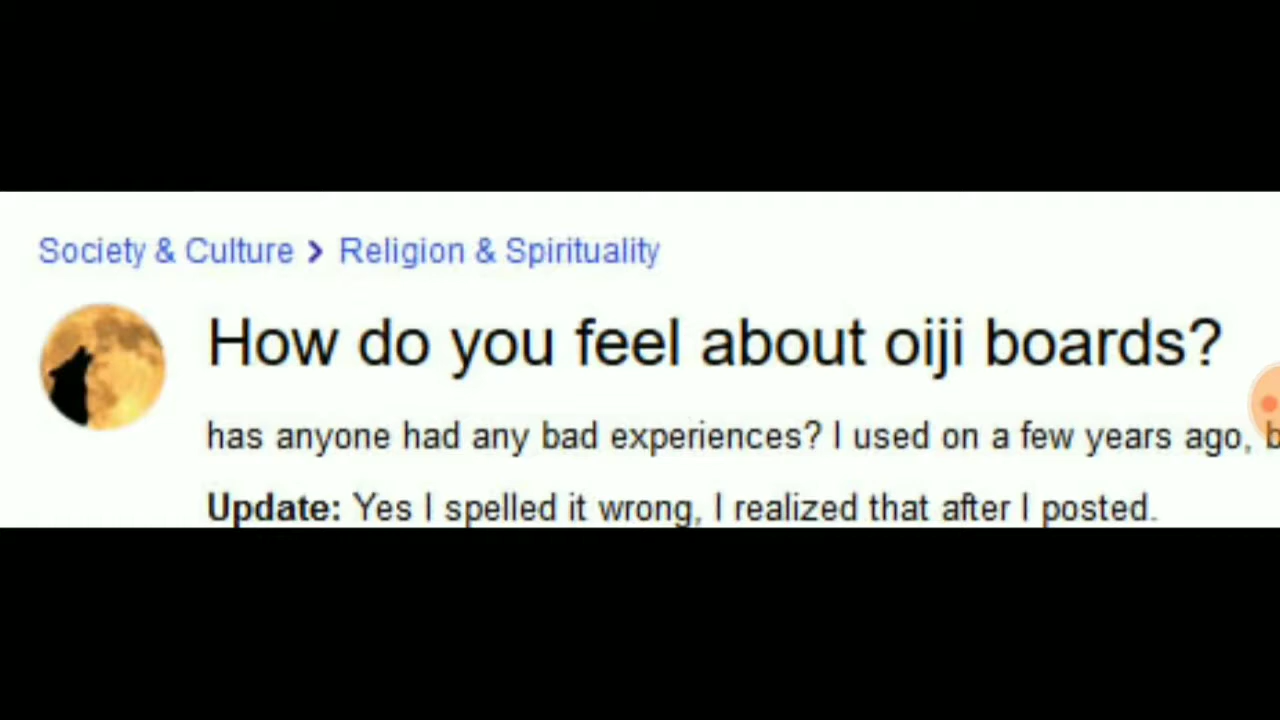 Society & Culture > Religion & Spirituality
How do you feel about oiji boards?
has anyone had any bad experiences? I used on a few years ago,
Update: Yes I spelled it wrong, I realized that after I posted.